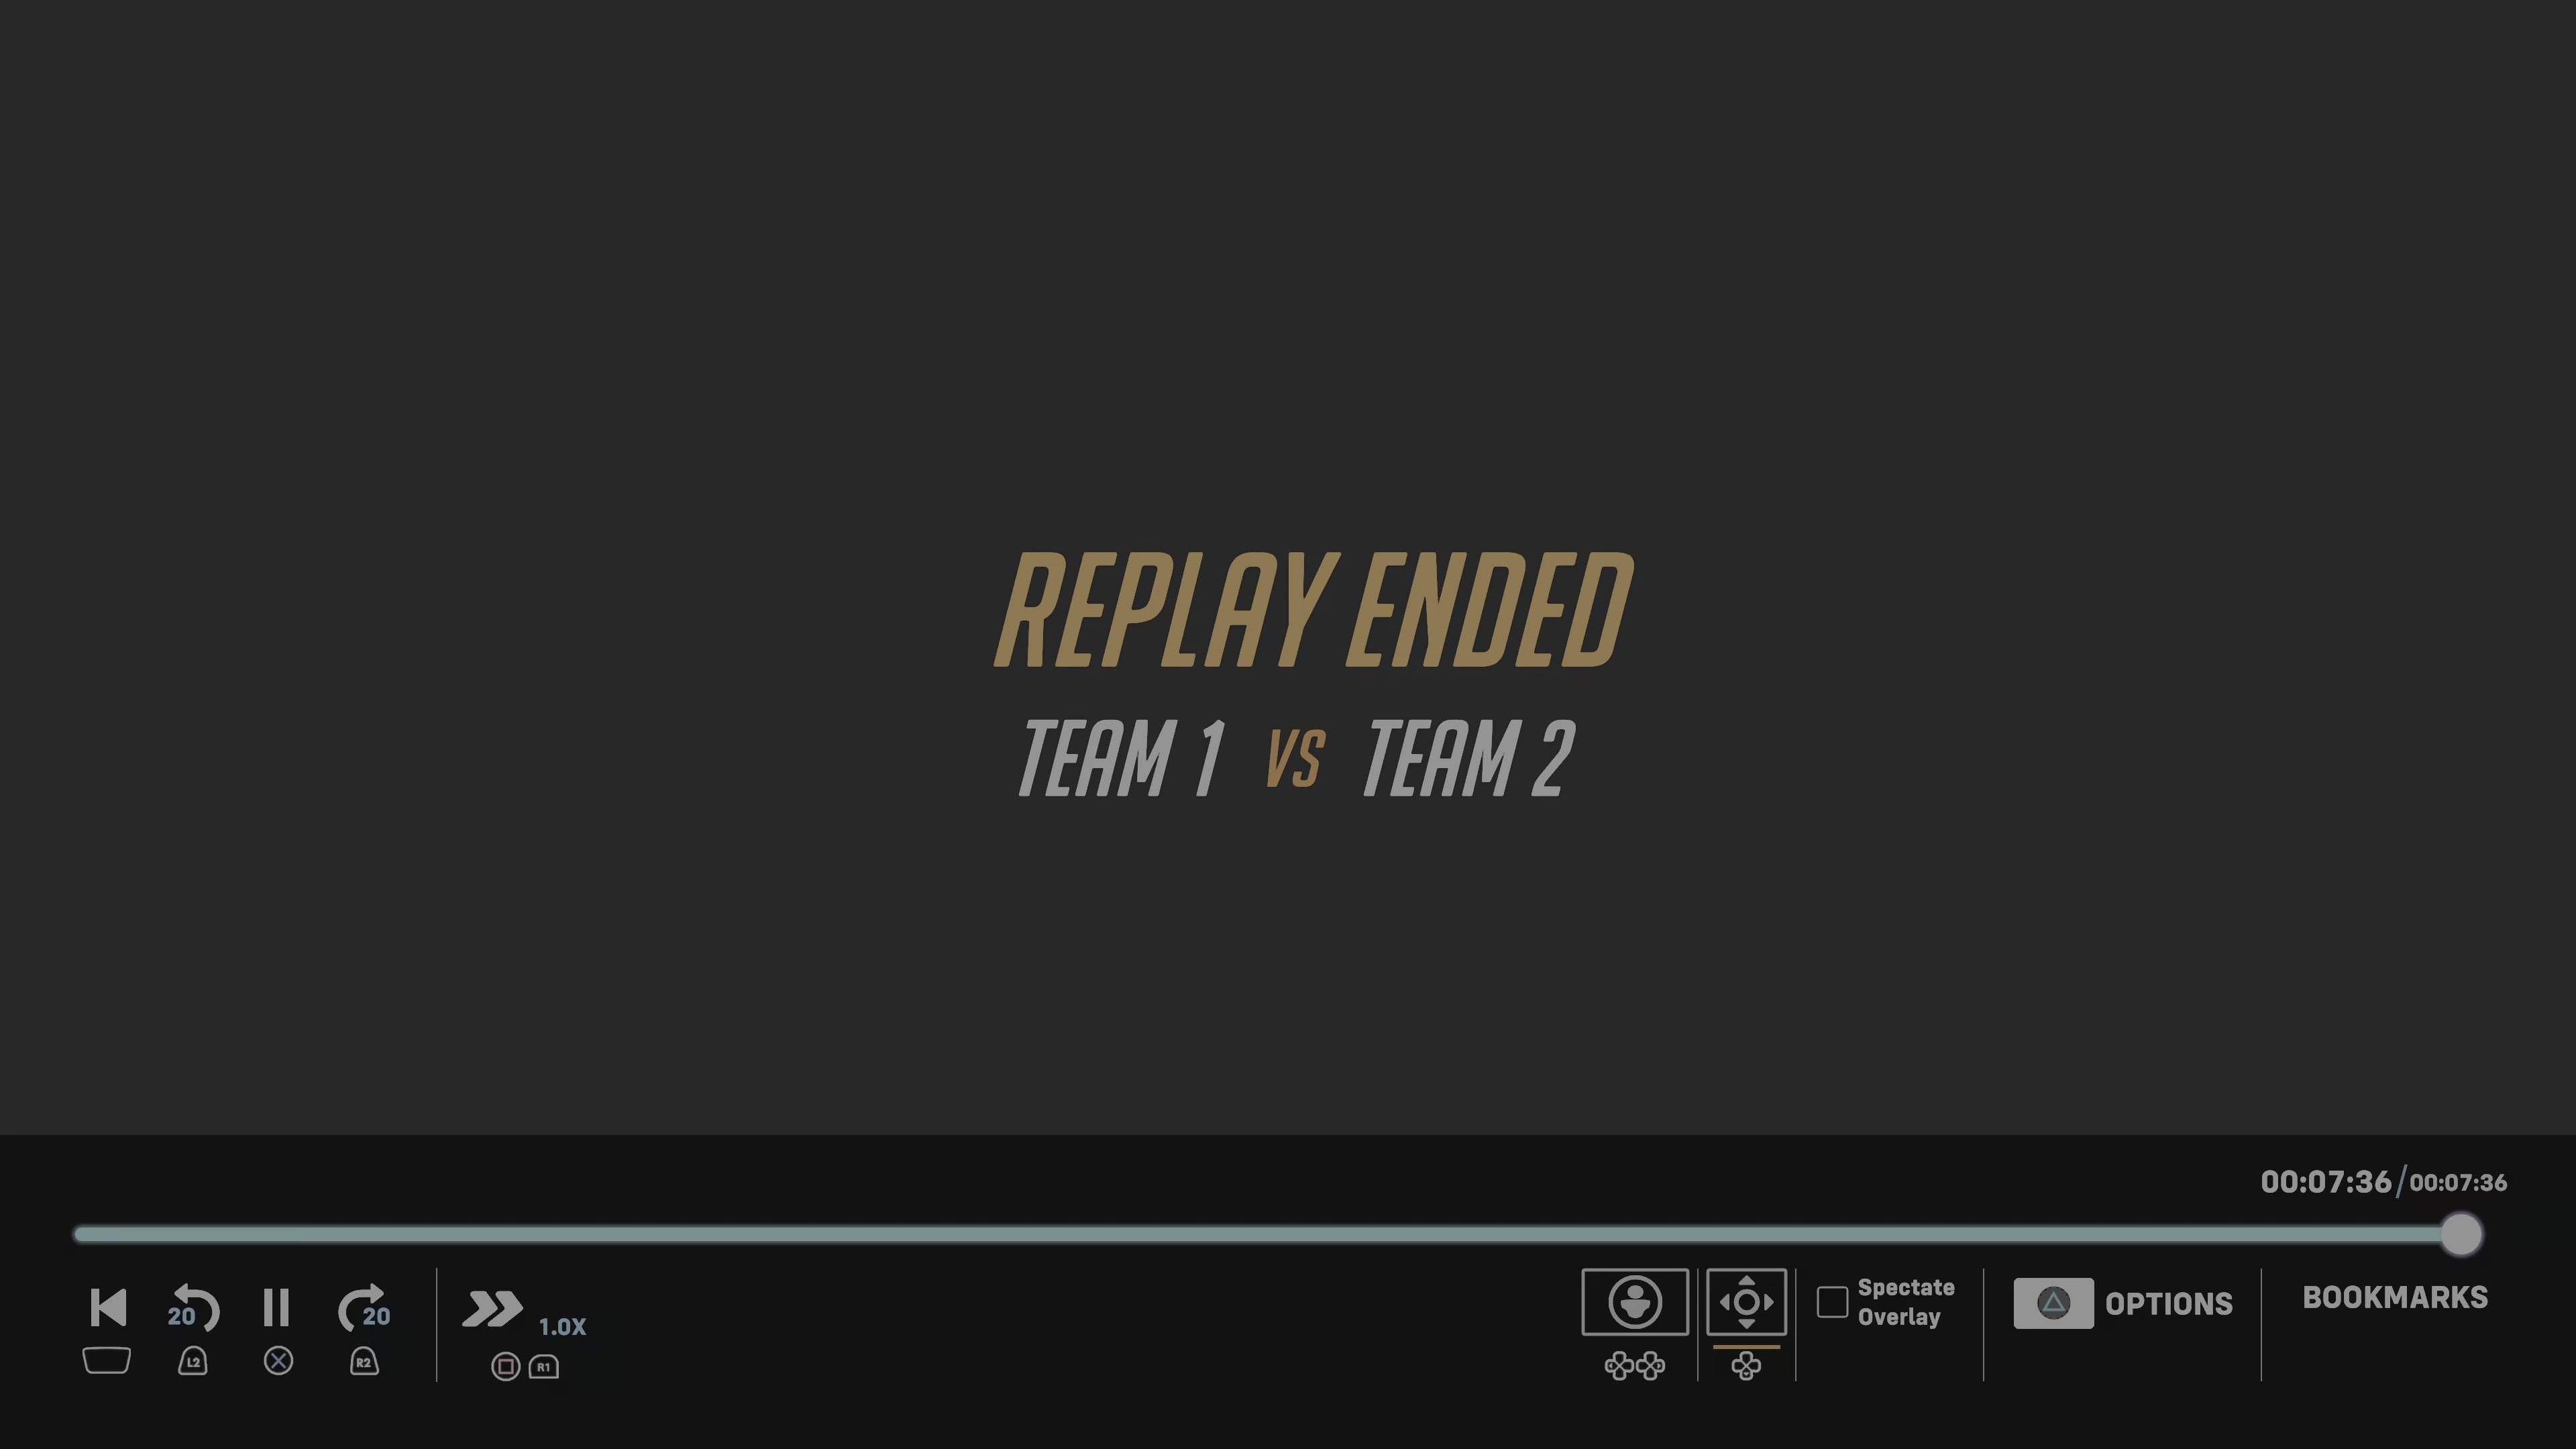 REPLAY ENDED
TEAM 1 VS TEAM 2
00:07:36/00:07:36
20
20
1.0X
L2
R2
R1
Spectate
Overlay
OPTIONS
BOOKMARKS